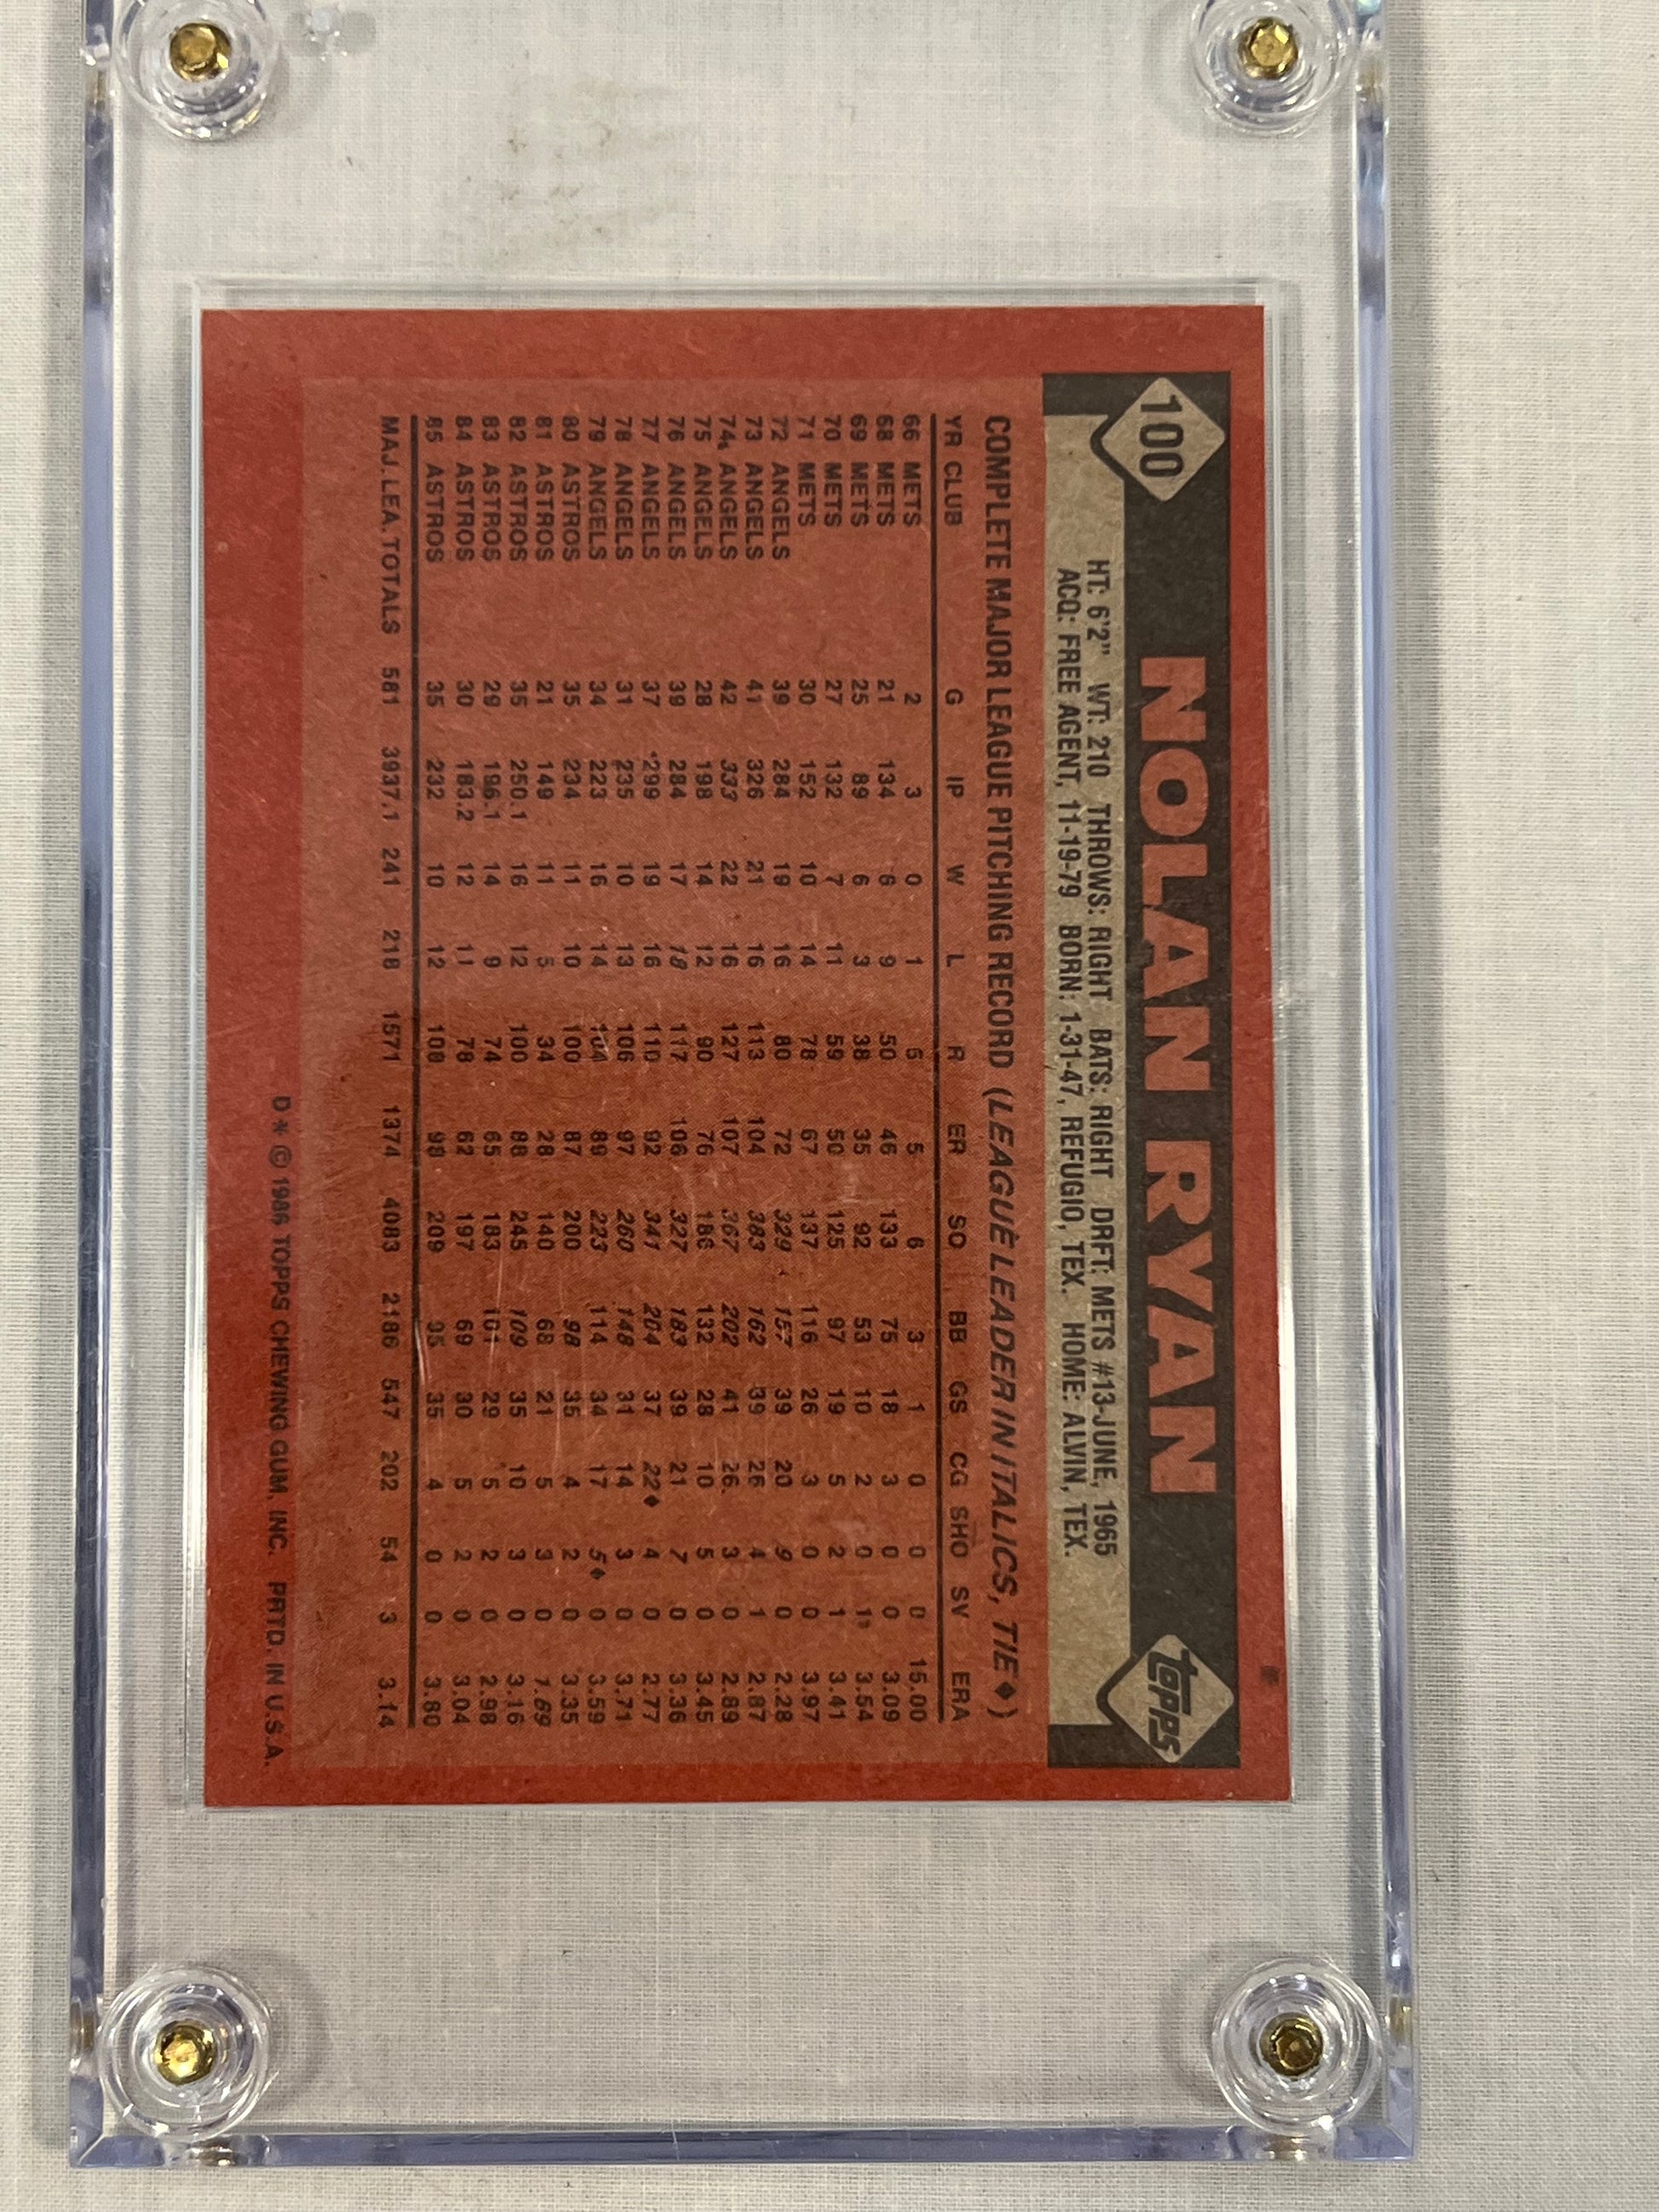 100 NOLAN RYAN topps
HT: 6'2" WT: 210 THROWS: RIGHT BATS: RIGHT DRFT: METS #13-JUNE, 1965
ACQ: FREE AGENT, 11-19-79 BORN: 1-31-47, REFUGIO, TEX. HOME: ALVIN, TEX.
COMPLETE MAJOR LEAGUE PITCHING RECORD (LEAGUE LEADER IN ITALICS, TIE♦)
YR CLUB G IP W L R ER SO BB GS CG SHO SV ERA
66 METS 2 3 0 1 5 5 6 3 1 0 0 0 15.00
68 METS 21 134 6 9 50 46 133 75 18 3 0 0 3.09
69 METS 25 89 6 3 38 35 92 53 10 2 0 1 3.54
70 METS 27 132 7 11 59 50 125 97 19 5 2 1 3.41
71 METS 30 152 10 14 78 67 137 116 26 3 0 0 3.97
72 ANGELS 39 284 19 16 80 72 329 157 39 20 9 0 2.28
73 ANGELS 41 326 21 16 113 104 383 162 39 26 4 1 2.87
74 ANGELS 42 333 22 16 127 107 367 202 41 26 3 0 2.89
75 ANGELS 28 198 14 12 90 76 186 132 28 10 5 0 3.45
76 ANGELS 39 284 17 18 117 106 327 183 39 21 7 0 3.36
77 ANGELS 37 299 19 16 110 92 341 204 37 22♦ 4 0 2.77
78 ANGELS 31 235 10 13 106 97 260 148 31 14 3 0 3.71
79 ANGELS 34 223 16 14 104 89 223 114 34 17 5♦ 0 3.59
80 ASTROS 35 234 11 10 100 87 200 98 35 4 2 0 3.35
81 ASTROS 21 149 11 5 34 28 140 68 21 5 3 0 1.69
82 ASTROS 35 250.1 16 12 100 88 245 109 35 10 3 0 3.16
83 ASTROS 29 196.1 14 9 74 65 183 101 29 5 2 0 2.98
84 ASTROS 30 183.2 12 11 78 62 197 69 30 5 2 0 3.04
85 ASTROS 35 232 10 12 108 98 209 95 35 4 0 0 3.80
MAJ. LEA. TOTALS 581 3937.1 241 218 1571 1374 4083 2186 547 202 54 3 3.14
D* © 1986 TOPPS CHEWING GUM, INC. PRTD. IN U.S.A.